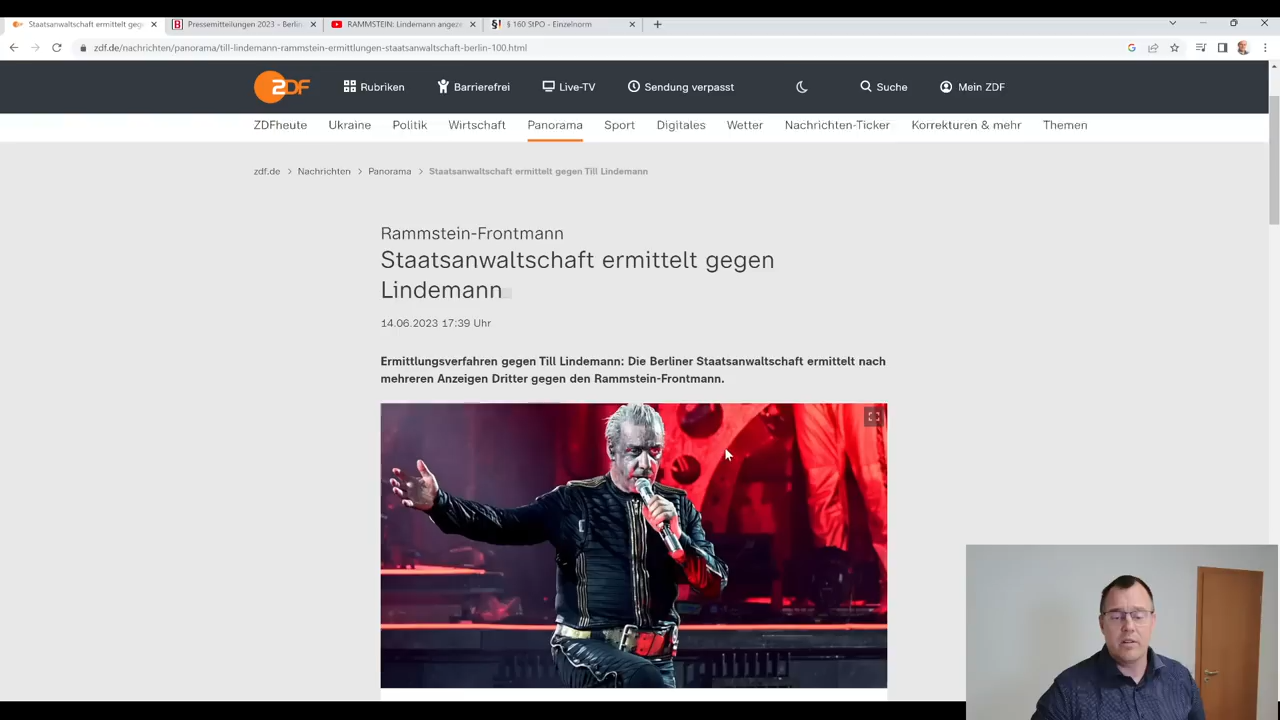 Staatsanwaltschaft ermittelt geg
Pressemitteilungen 2023 - Berlin
RAMMSTEIN: Lindemann angeze
§ 160 StPO - Einzelnorm
zdf.de/nachrichten/panorama/till-lindemann-rammstein-ermittlungen-staatsanwaltschaft-berlin-100.html
ZDF Rubriken Barrierefrei Live-TV Sendung verpasst Suche Mein ZDF
ZDFheute Ukraine Politik Wirtschaft Panorama Sport Digitales Wetter Nachrichten-Ticker Korrekturen & mehr Themen
zdf.de > Nachrichten > Panorama > Staatsanwaltschaft ermittelt gegen Till Lindemann
Rammstein-Frontmann
Staatsanwaltschaft ermittelt gegen
Lindemann
14.06.2023 17:39 Uhr
Ermittlungsverfahren gegen Till Lindemann: Die Berliner Staatsanwaltschaft ermittelt nach
mehreren Anzeigen Dritter gegen den Rammstein-Frontmann.